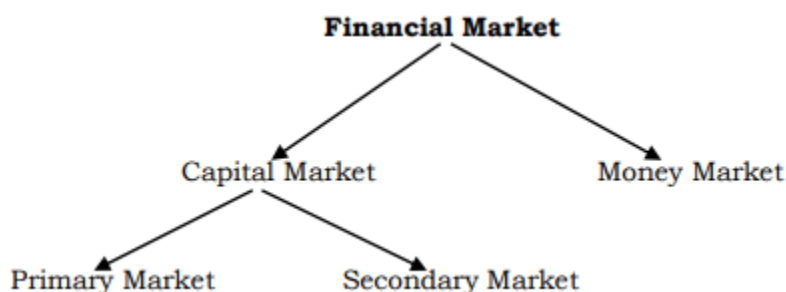 Financial Market
Capital Market
Money Market
Primary Market
Secondary Market